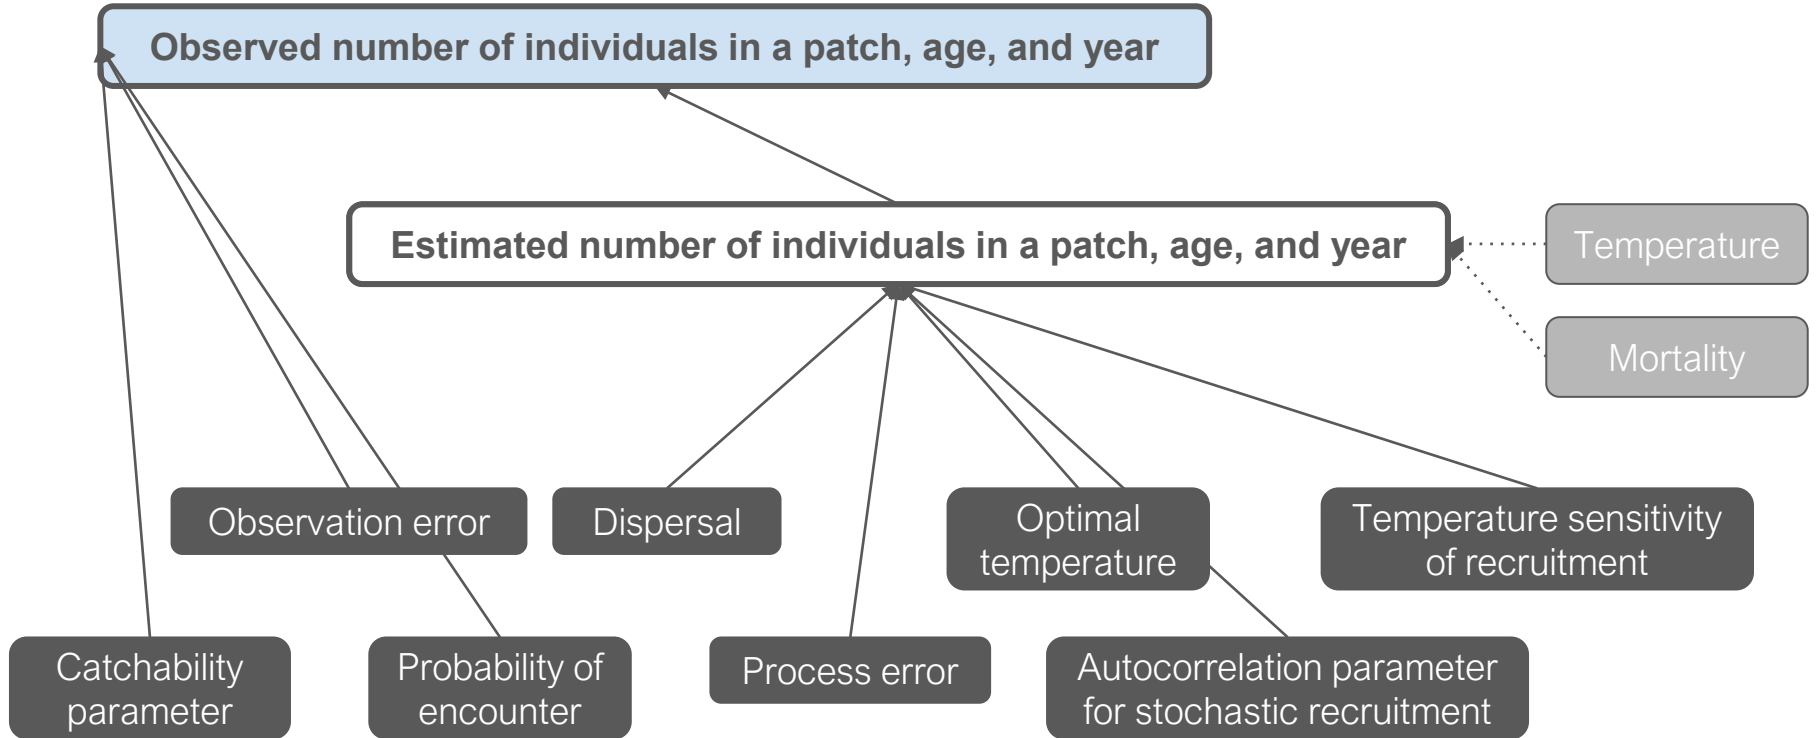 Observed number of individuals in a patch, age, and year
Estimated number of individuals in a patch, age, and year
Temperature
Mortality
Observation error
Dispersal
Optimal
temperature
Temperature sensitivity
of recruitment
Catchability
parameter
Probability of
encounter
Process error
Autocorrelation parameter
for stochastic recruitment